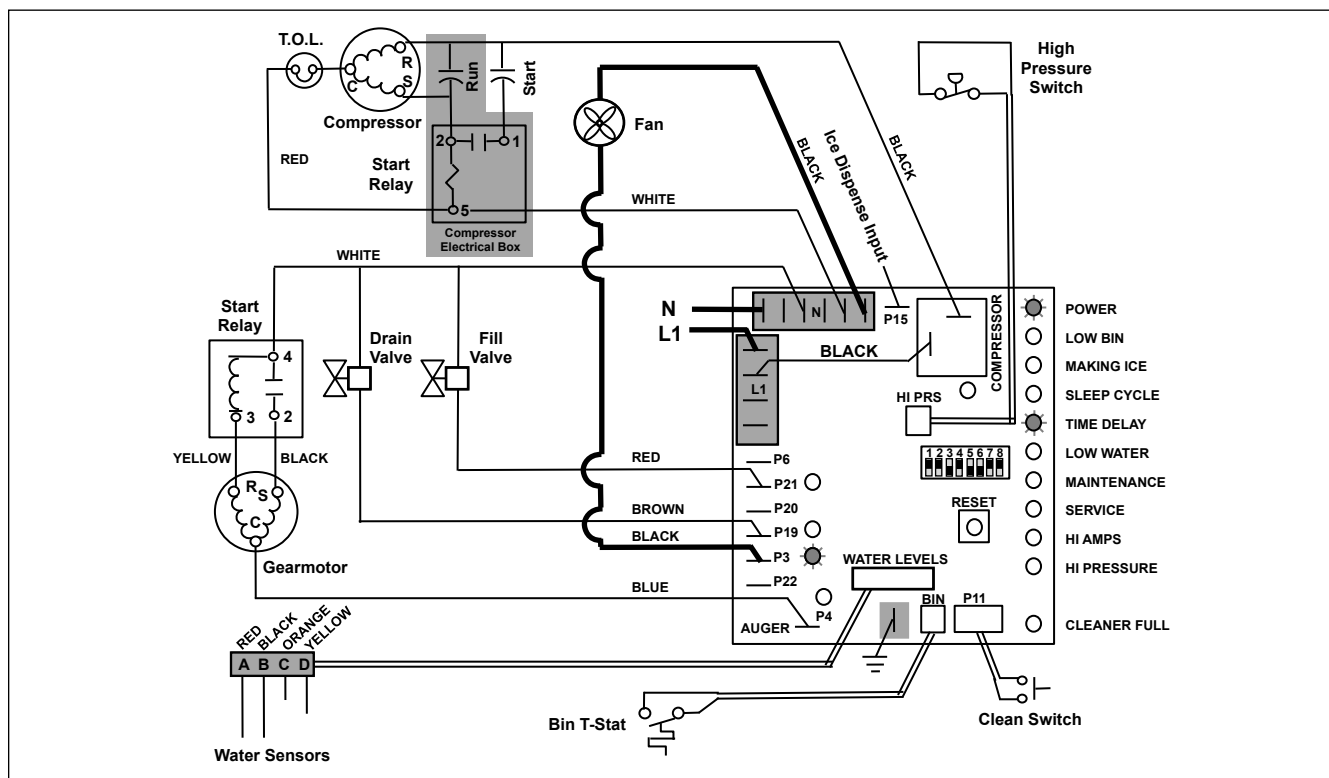 T.O.L.
R
S
C
Compressor
Run
Start
2
1
5
Start
Relay
Compressor
Electrical Box
RED
WHITE
Fan
BLACK
Ice Dispense Input
BLACK
High
Pressure
Switch
WHITE
Start
Relay
4
3
2
YELLOW
BLACK
R
S
C
Gearmotor
Drain
Valve
Fill
Valve
N
L1
N
L1
P15
BLACK
COMPRESSOR
HI PRS
1 2 3 4 5 6 7 8
RESET
RED
BROWN
BLACK
BLUE
P6
P21
P20
P19
P3
P22
P4
AUGER
WATER LEVELS
BIN
P11
POWER
LOW BIN
MAKING ICE
SLEEP CYCLE
TIME DELAY
LOW WATER
MAINTENANCE
SERVICE
HI AMPS
HI PRESSURE
CLEANER FULL
RED
BLACK
ORANGE
YELLOW
A B C D
Water Sensors
Bin T-Stat
Clean Switch